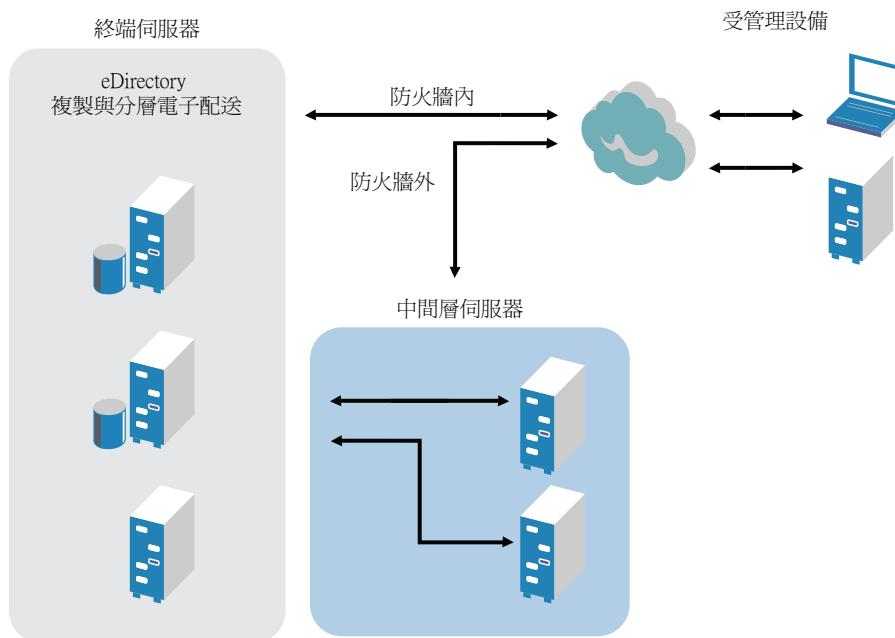 終端伺服器
受管理設備
eDirectory
複製與分層電子配送
防火牆內
防火牆外
中間層伺服器